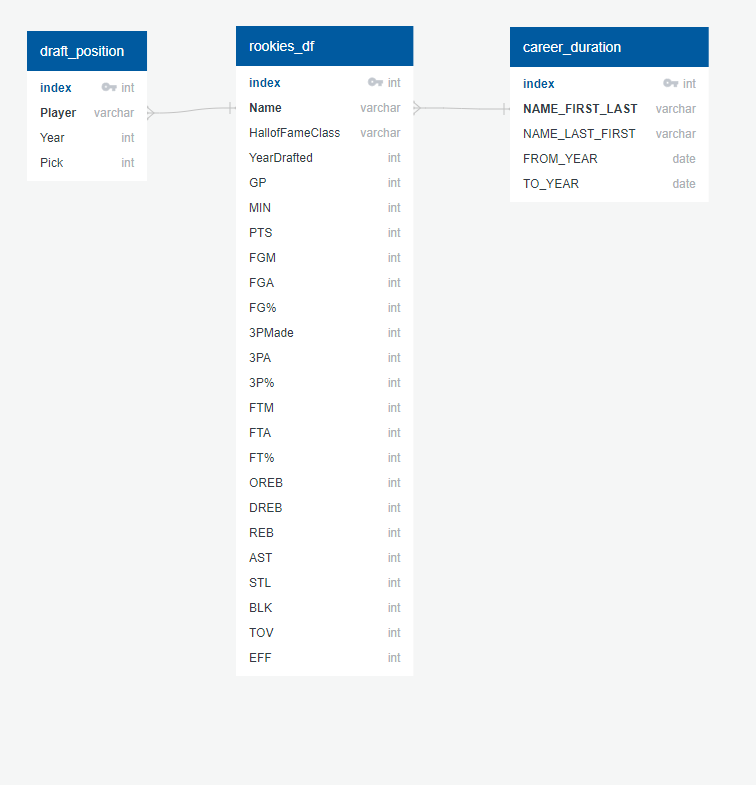 draft_position
index int
Player varchar
Year int
Pick int
rookies_df
index int
Name varchar
HallofFameClass varchar
YearDrafted int
GP int
MIN int
PTS int
FGM int
FGA int
FG% int
3PMade int
3PA int
3P% int
FTM int
FTA int
FT% int
OREB int
DREB int
REB int
AST int
STL int
BLK int
TOV int
EFF int
career_duration
index int
NAME_FIRST_LAST varchar
NAME_LAST_FIRST varchar
FROM_YEAR date
TO_YEAR date